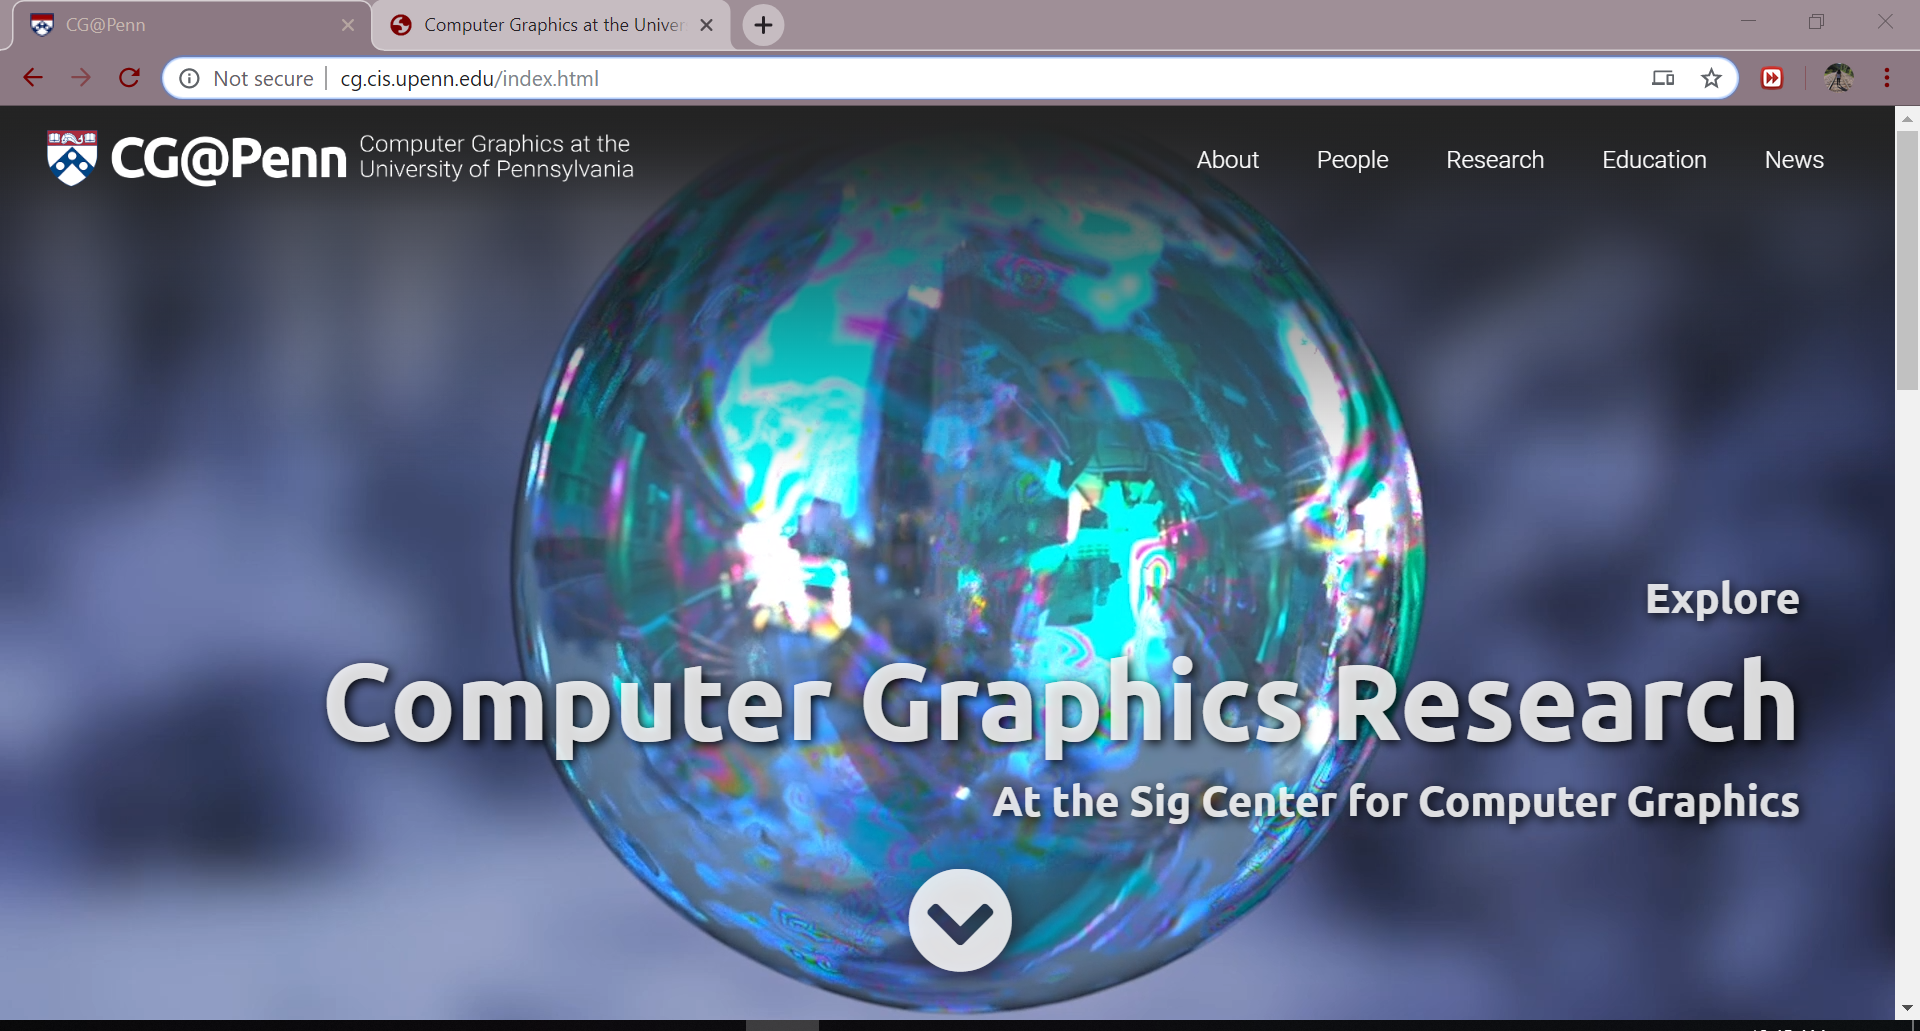 CG@Penn
Computer Graphics at the Univer
Not secure
cg.cis.upenn.edu/index.html
CG@Penn
Computer Graphics at the
University of Pennsylvania
About
People
Research
Education
News
Explore
Computer Graphics Research
At the Sig Center for Computer Graphics